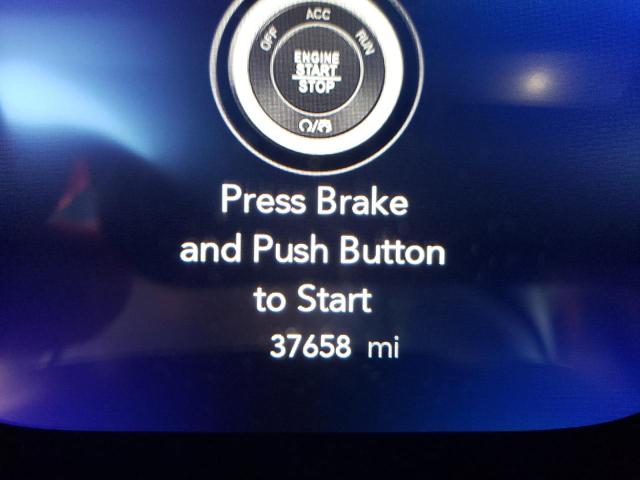 ACC
OFF
RUN
ENGINE
START
STOP
Press Brake
and Push Button
to Start
37658 mi